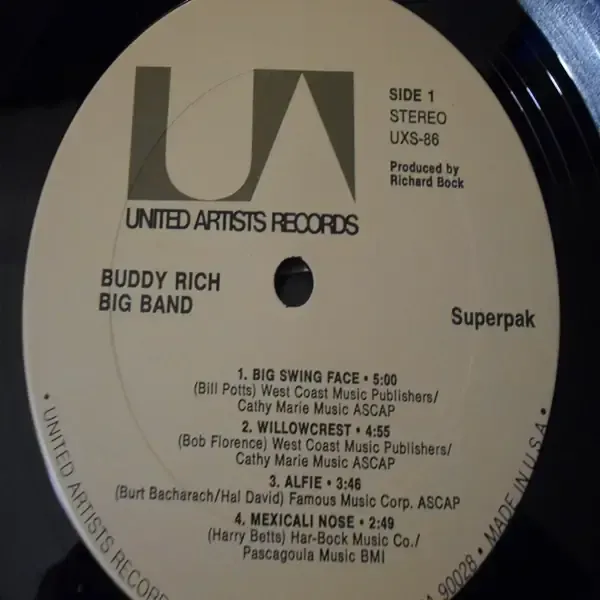 UA
UNITED ARTISTS RECORDS
SIDE 1
STEREO
UXS-86
Produced by
Richard Bock
BUDDY RICH
BIG BAND
Superpak
1. BIG SWING FACE • 5:00
(Bill Potts) West Coast Music Publishers/
Cathy Marie Music ASCAP
2. WILLOWCREST • 4:55
(Bob Florence) West Coast Music Publishers/
Cathy Marie Music ASCAP
3. ALFIE • 3:46
(Burt Bacharach/Hal David) Famous Music Corp. ASCAP
4. MEXICALI NOSE • 2:49
(Harry Betts) Har-Bock Music Co./
Pascagoula Music BMI
• UNITED ARTISTS RECOR
90028 • MADE IN U.S.A •